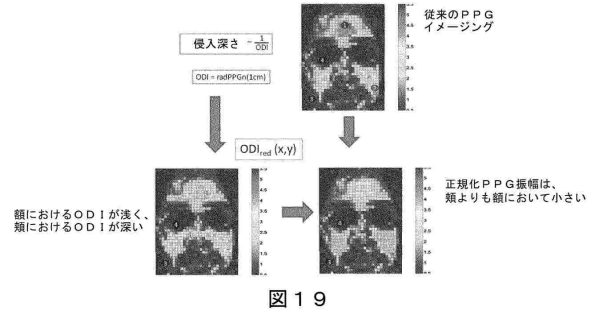 従来のＰＰＧ
イメージング
侵入深さ ~ 1/ODI
ODI = radPPGn(1cm)
ODIred (x,y)
額におけるＯＤＩが浅く、
頬におけるＯＤＩが深い
正規化ＰＰＧ振幅は、
頬よりも額において小さい
図１９